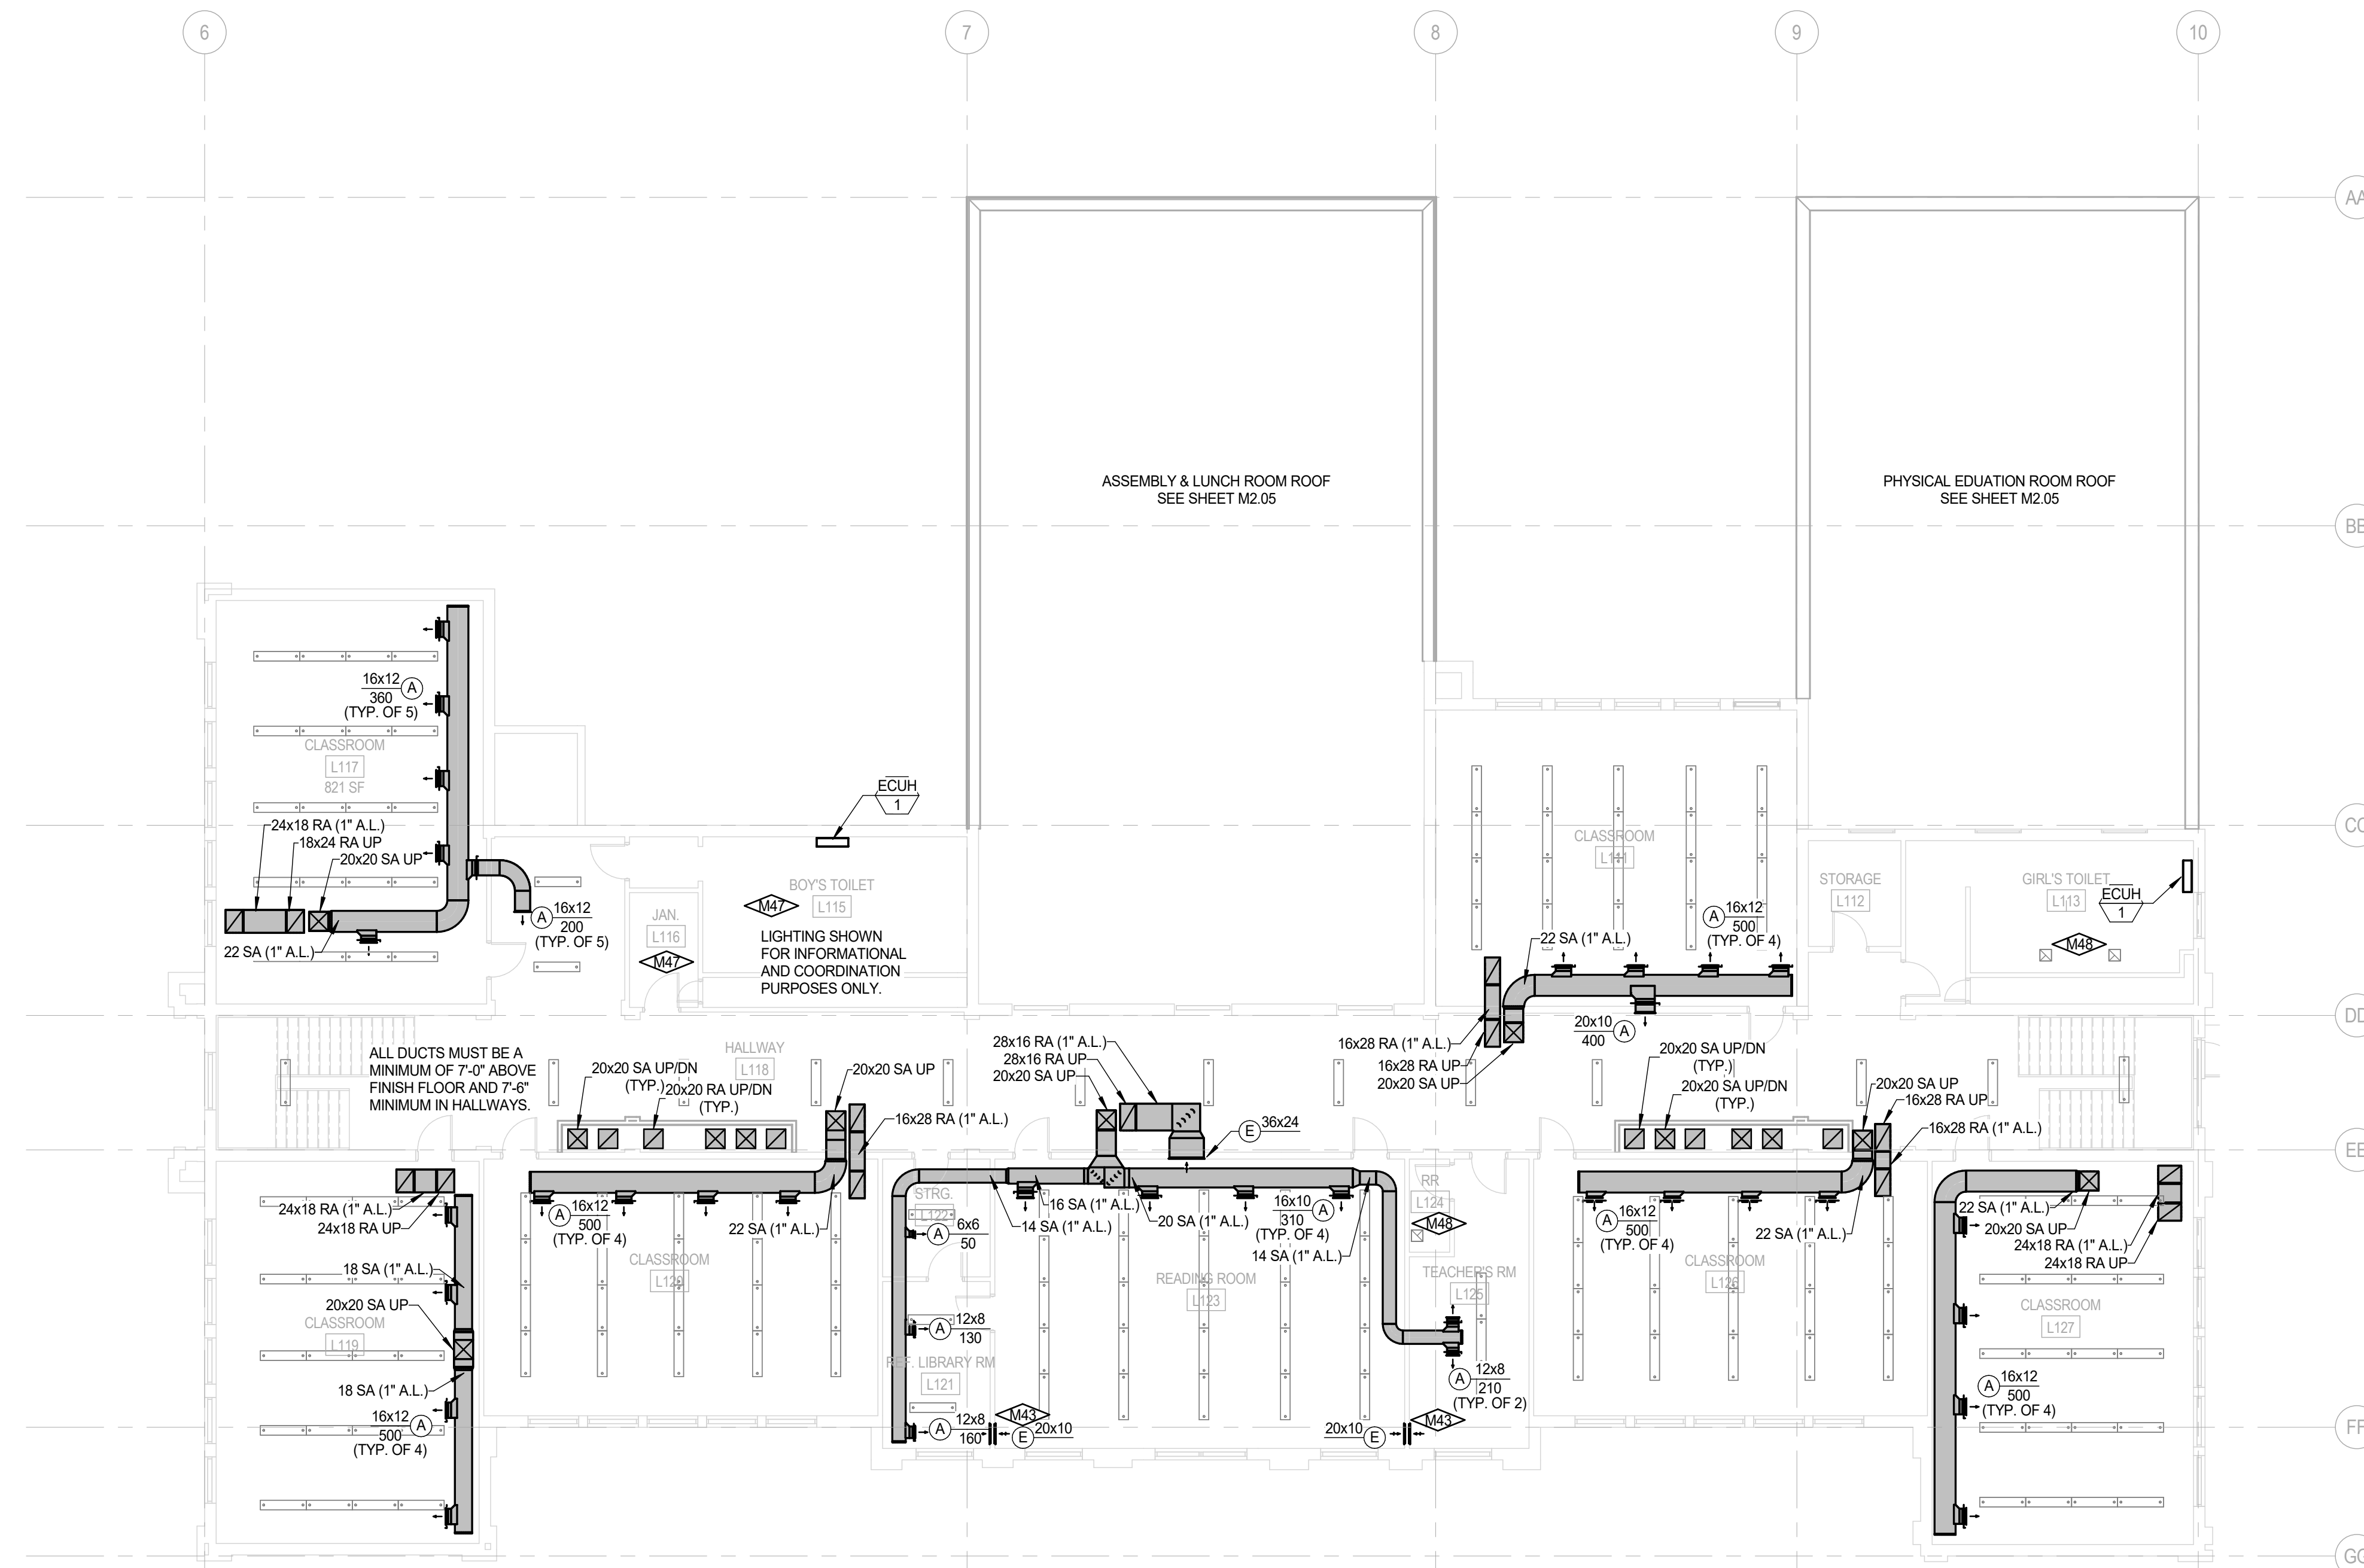 6
7
8
9
10
AA
BB
ASSEMBLY & LUNCH ROOM ROOF
SEE SHEET M2.05
PHYSICAL EDUATION ROOM ROOF
SEE SHEET M2.05
16x12
360
A
(TYP. OF 5)
CLASSROOM
L117
821 SF
24x18 RA (1" A.L.)
18x24 RA UP
20x20 SA UP
22 SA (1" A.L.)
A
16x12
200
(TYP. OF 5)
ECUH
1
JAN.
L116
M47
M47
BOY'S TOILET
L115
LIGHTING SHOWN
FOR INFORMATIONAL
AND COORDINATION
PURPOSES ONLY.
CLASSROOM
A
16x12
500
(TYP. OF 4)
22 SA (1" A.L.)
STORAGE
L112
GIRL'S TOILET
L113
ECUH
1
M48
CC
DD
ALL DUCTS MUST BE A
MINIMUM OF 7'-0" ABOVE
FINISH FLOOR AND 7'-6"
MINIMUM IN HALLWAYS.
HALLWAY
L118
20x20 SA UP/DN
(TYP.)
20x20 RA UP/DN
(TYP.)
20x20 SA UP
16x28 RA (1" A.L.)
28x16 RA (1" A.L.)
28x16 RA UP
20x20 SA UP
E
36x24
20x10
400
A
16x28 RA (1" A.L.)
16x28 RA UP
20x20 SA UP
20x20 SA UP/DN
(TYP.)
20x20 SA UP/DN
(TYP.)
20x20 SA UP
16x28 RA UP
16x28 RA (1" A.L.)
EE
24x18 RA (1" A.L.)
24x18 RA UP
18 SA (1" A.L.)
20x20 SA UP
CLASSROOM
L119
18 SA (1" A.L.)
16x12
500
A
(TYP. OF 4)
A
16x12
500
(TYP. OF 4)
22 SA (1" A.L.)
CLASSROOM
L120
STRG.
L122
A
6x6
50
14 SA (1" A.L.)
16 SA (1" A.L.)
20 SA (1" A.L.)
16x10
310
A
(TYP. OF 4)
14 SA (1" A.L.)
READING ROOM
L123
A
12x8
130
REF. LIBRARY RM
L121
A
12x8
160
M43
E
20x10
RR
L124
M48
TEACHER'S RM
L125
A
12x8
210
(TYP. OF 2)
20x10
E
M43
A
16x12
500
(TYP. OF 4)
22 SA (1" A.L.)
CLASSROOM
L126
22 SA (1" A.L.)
20x20 SA UP
24x18 RA (1" A.L.)
24x18 RA UP
CLASSROOM
L127
A
16x12
500
(TYP. OF 4)
FF